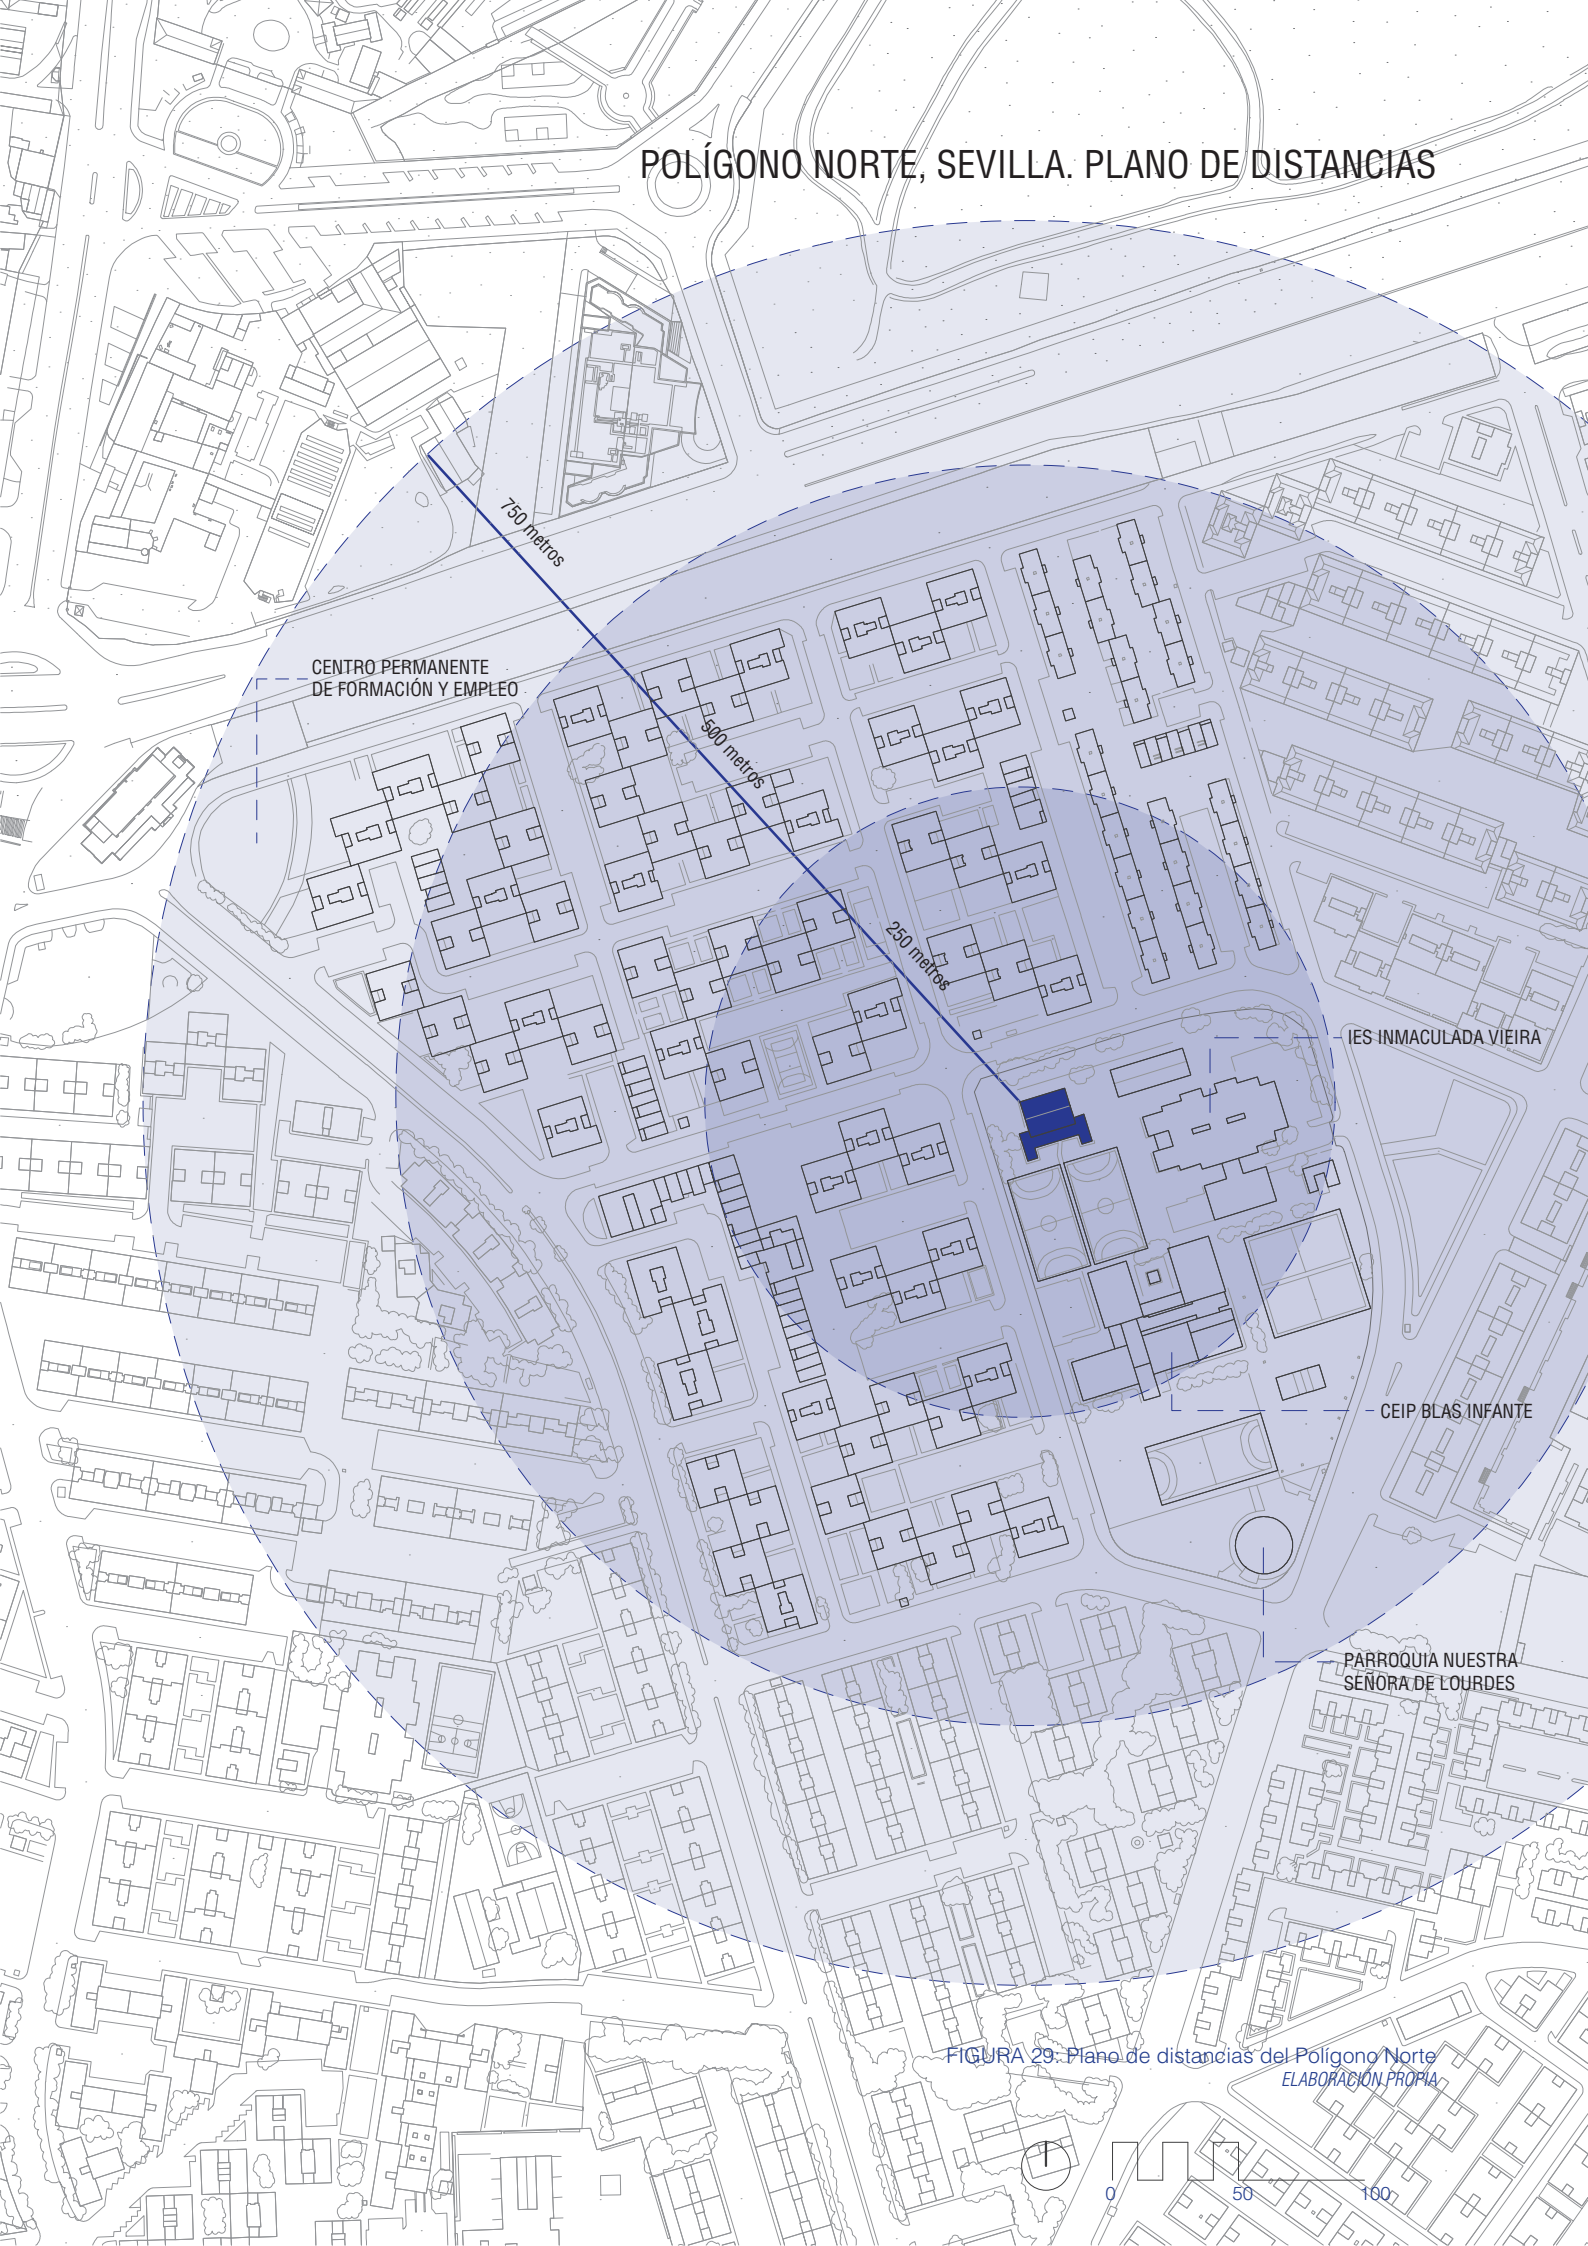 POLÍGONO NORTE, SEVILLA. PLANO DE DISTANCIAS
750 metros
CENTRO PERMANENTE
DE FORMACIÓN Y EMPLEO
500 metros
250 metros
IES INMACULADA VIEIRA
CEIP BLAS INFANTE
PARROQUIA NUESTRA
SEÑORA DE LOURDES
FIGURA 29: Plano de distancias del Polígono Norte
ELABORACIÓN PROPIA
0 50 100